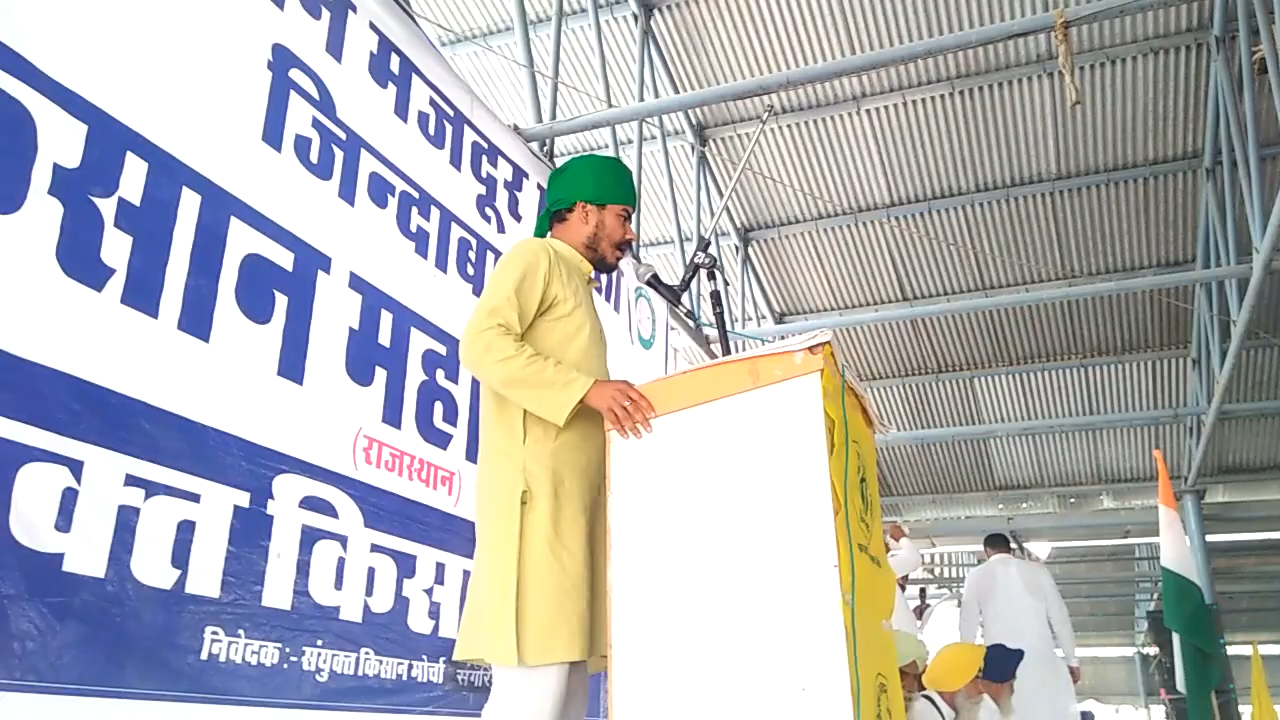 मजदूर
जिन्दाबा
किसान महा
(राजस्थान)
क्त किसा
निवेदक :- संयुक्त किसान मोर्चा